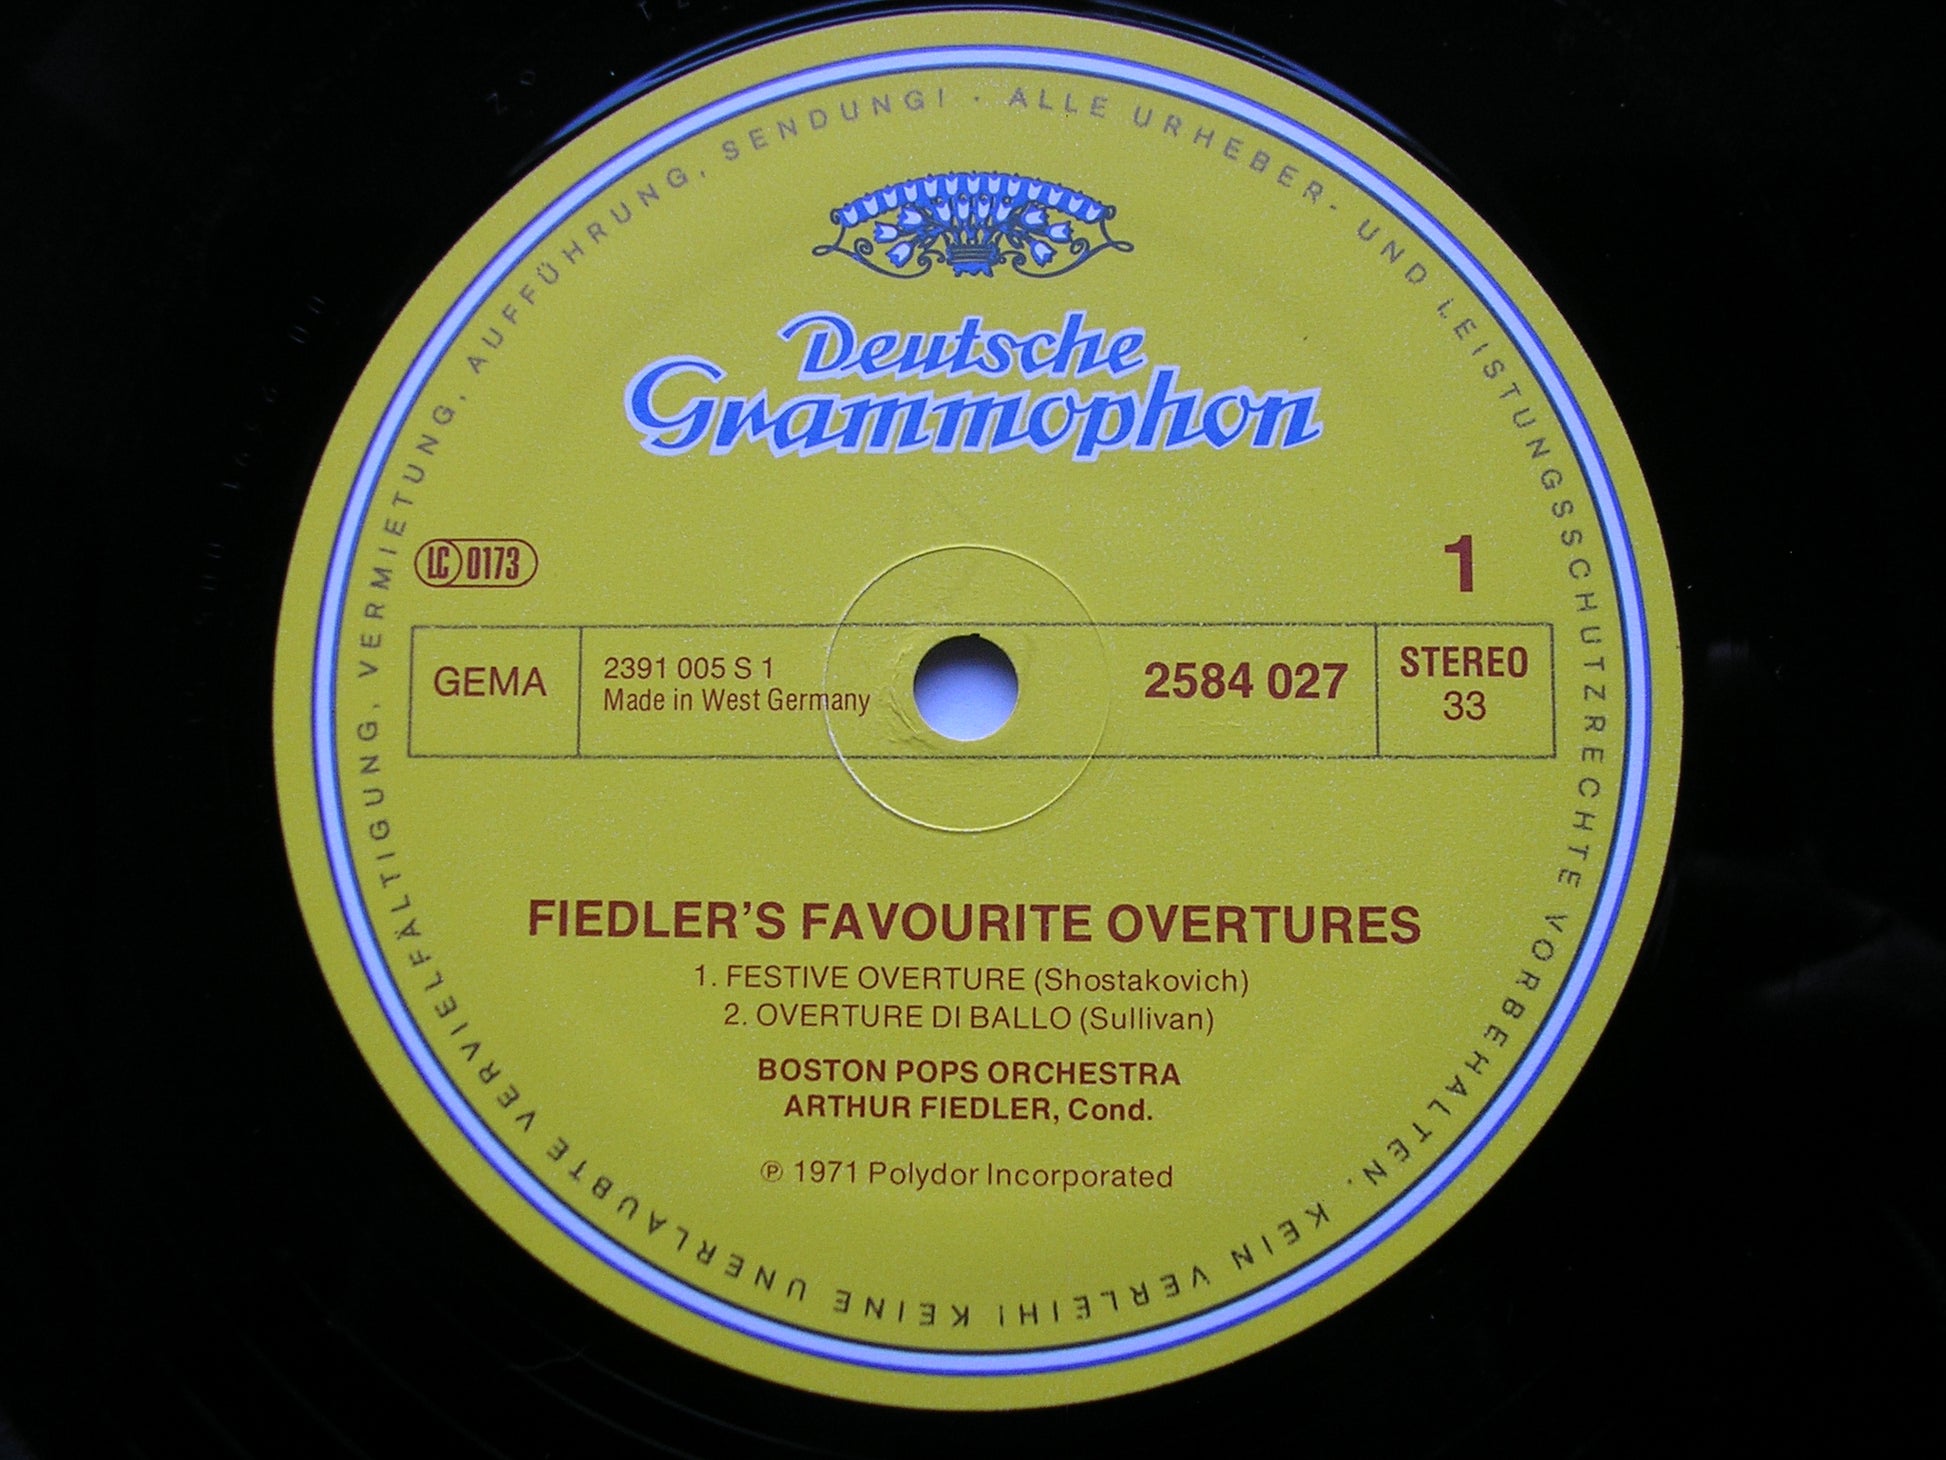 ALLE URHEBER- UND LEISTUNGSSCHUTZRECHTE VORBEHALTEN. KEIN VERLEIH! KEINE UNERLAUBTE VERVIELFÄLTIGUNG, VERMIETUNG, AUFFÜHRUNG, SENDUNG! ·
Deutsche
Grammophon
LC 0173
1
GEMA
2391 005 S 1
Made in West Germany
2584 027
STEREO
33
FIEDLER'S FAVOURITE OVERTURES
1. FESTIVE OVERTURE (Shostakovich)
2. OVERTURE DI BALLO (Sullivan)
BOSTON POPS ORCHESTRA
ARTHUR FIEDLER, Cond.
℗ 1971 Polydor Incorporated